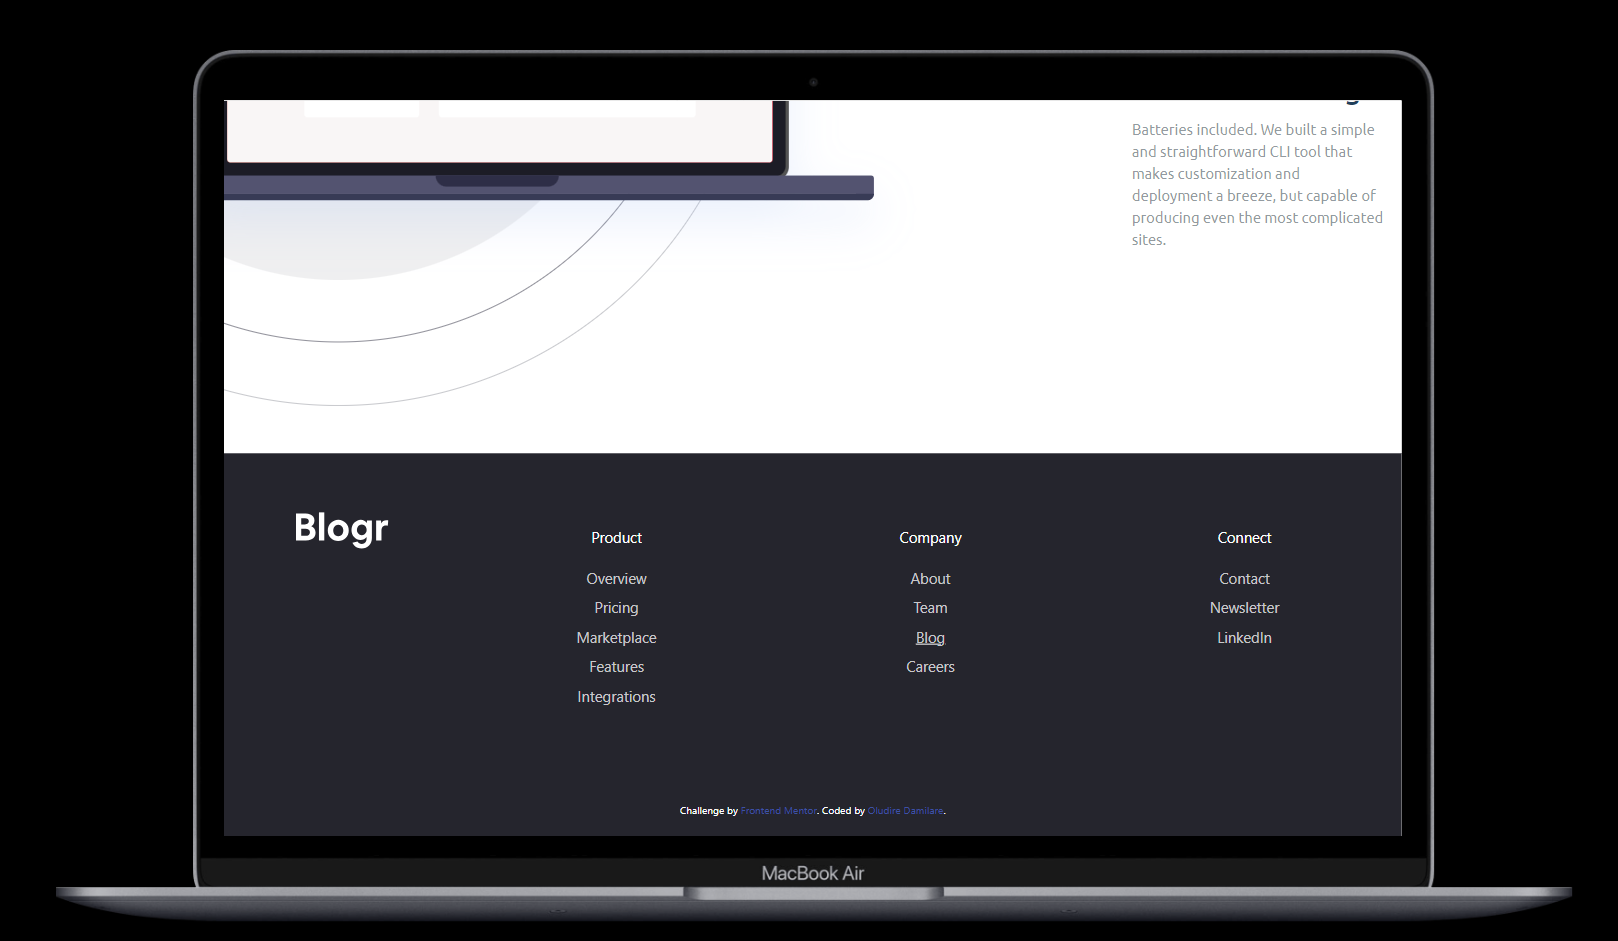 Batteries included. We built a simple
and straightforward CLI tool that
makes customization and
deployment a breeze, but capable of
producing even the most complicated
sites.
Blogr
Product
Overview
Pricing
Marketplace
Features
Integrations
Company
About
Team
Blog
Careers
Connect
Contact
Newsletter
LinkedIn
Challenge by Frontend Mentor. Coded by Oludire Damilare.
MacBook Air